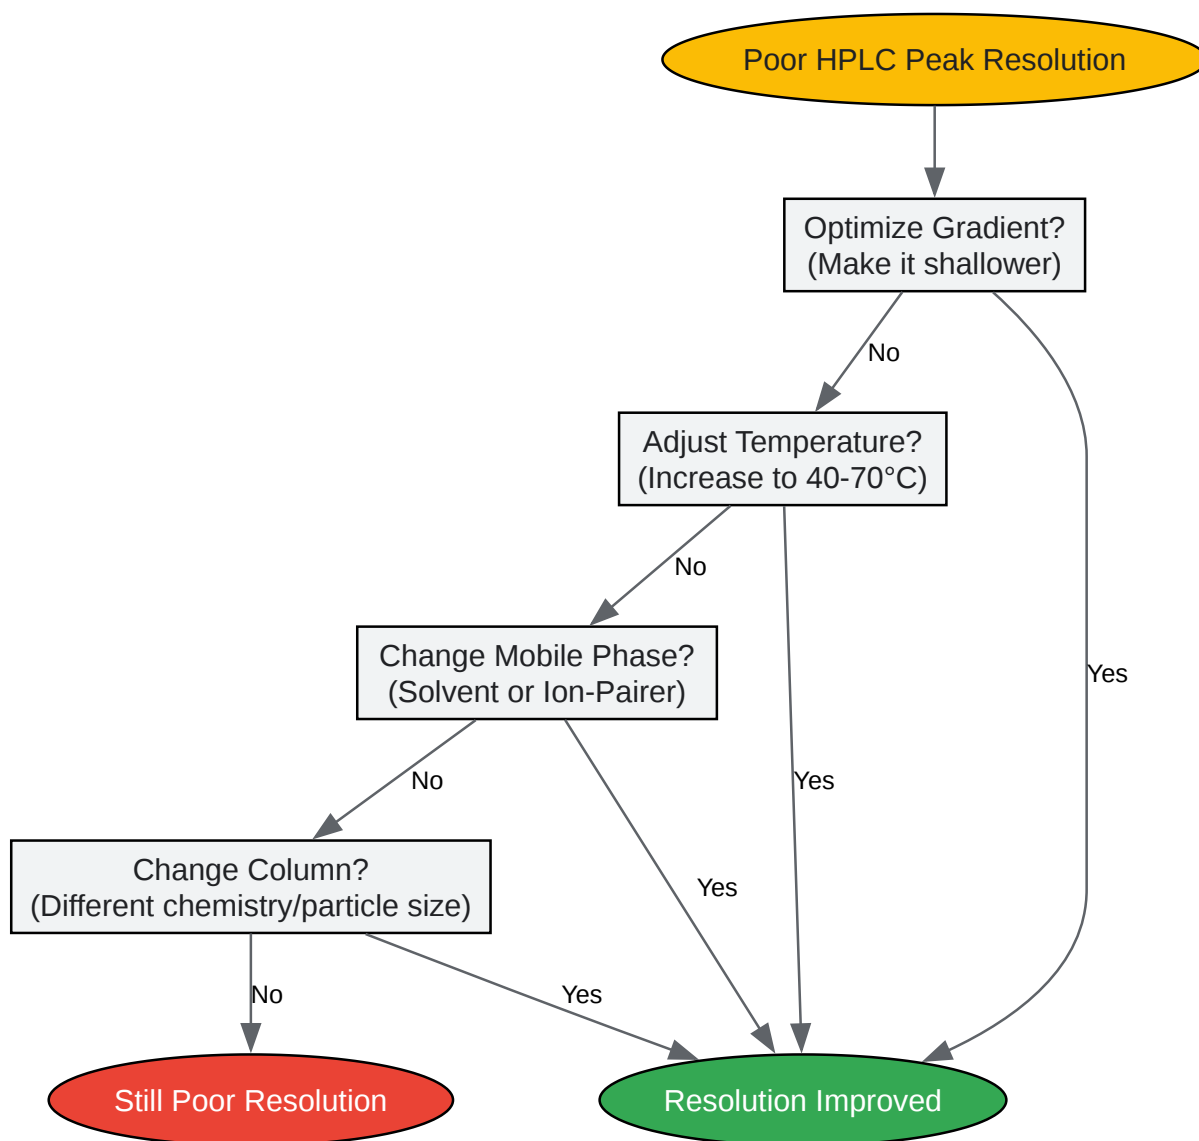 Poor HPLC Peak Resolution
Optimize Gradient?
(Make it shallower)
No
Adjust Temperature?
(Increase to 40-70°C)
No
Change Mobile Phase?
(Solvent or Ion-Pairer)
Yes
No
Yes
Change Column?
(Different chemistry/particle size)
Yes
No
Yes
Still Poor Resolution
Resolution Improved